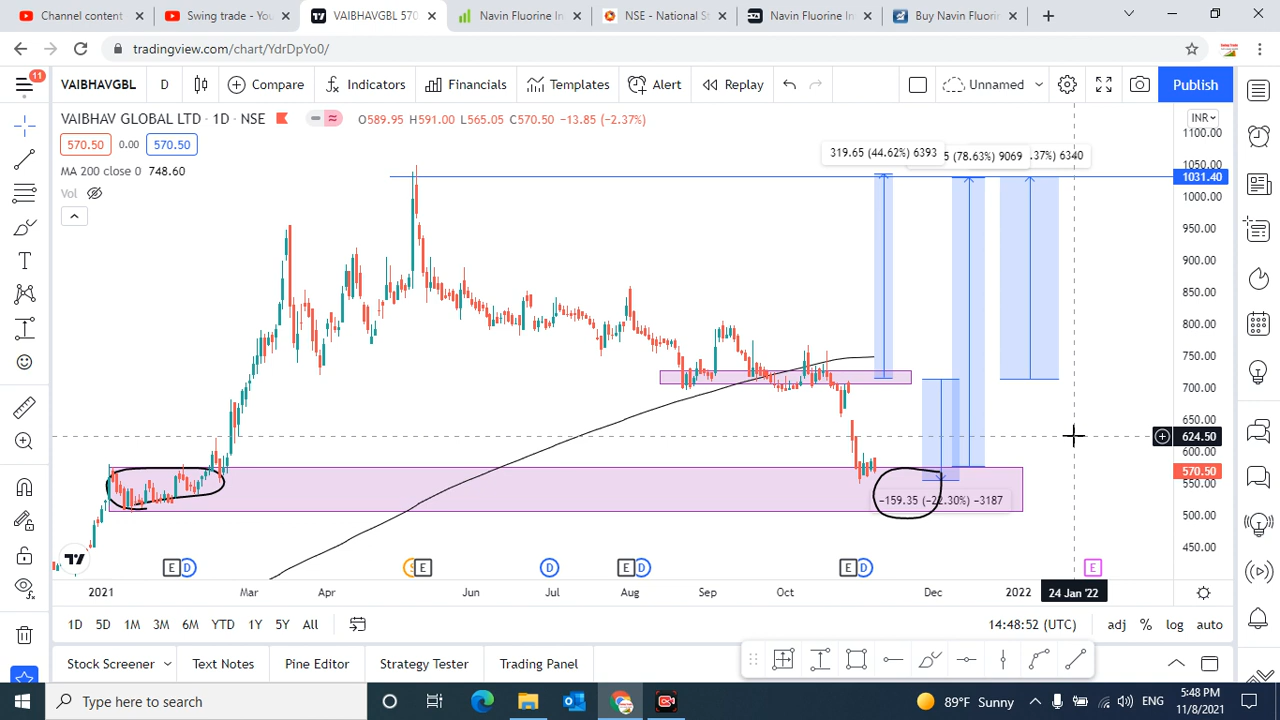 Channel content
Swing trade - You
VAIBHAVGBL 570
Navin Fluorine Int
NSE - National St
Navin Fluorine Int
Buy Navin Fluorin
tradingview.com/chart/YdrDpYo0/
11
VAIBHAVGBL
D
Compare
Indicators
Financials
Templates
Alert
Replay
Unnamed
Publish
VAIBHAV GLOBAL LTD · 1D · NSE
O589.95 H591.00 L565.05 C570.50 −13.85 (−2.37%)
INR
570.50
0.00
570.50
MA 200 close 0 748.60
Vol
319.65 (44.62%) 6393
5 (78.63%) 9069
.37%) 6340
−159.35 (−22.30%) −3187
1100.00
1050.00
1031.40
1000.00
950.00
900.00
850.00
800.00
750.00
700.00
650.00
624.50
600.00
570.50
550.00
500.00
450.00
E
D
E
D
E
D
E
D
E
2021
Mar
Apr
Jun
Jul
Aug
Sep
Oct
Dec
2022
24 Jan '22
1D
5D
1M
3M
6M
YTD
1Y
5Y
All
14:48:52 (UTC)
adj
%
log
auto
Stock Screener
Text Notes
Pine Editor
Strategy Tester
Trading Panel
Type here to search
89°F Sunny
ENG
5:48 PM
11/8/2021